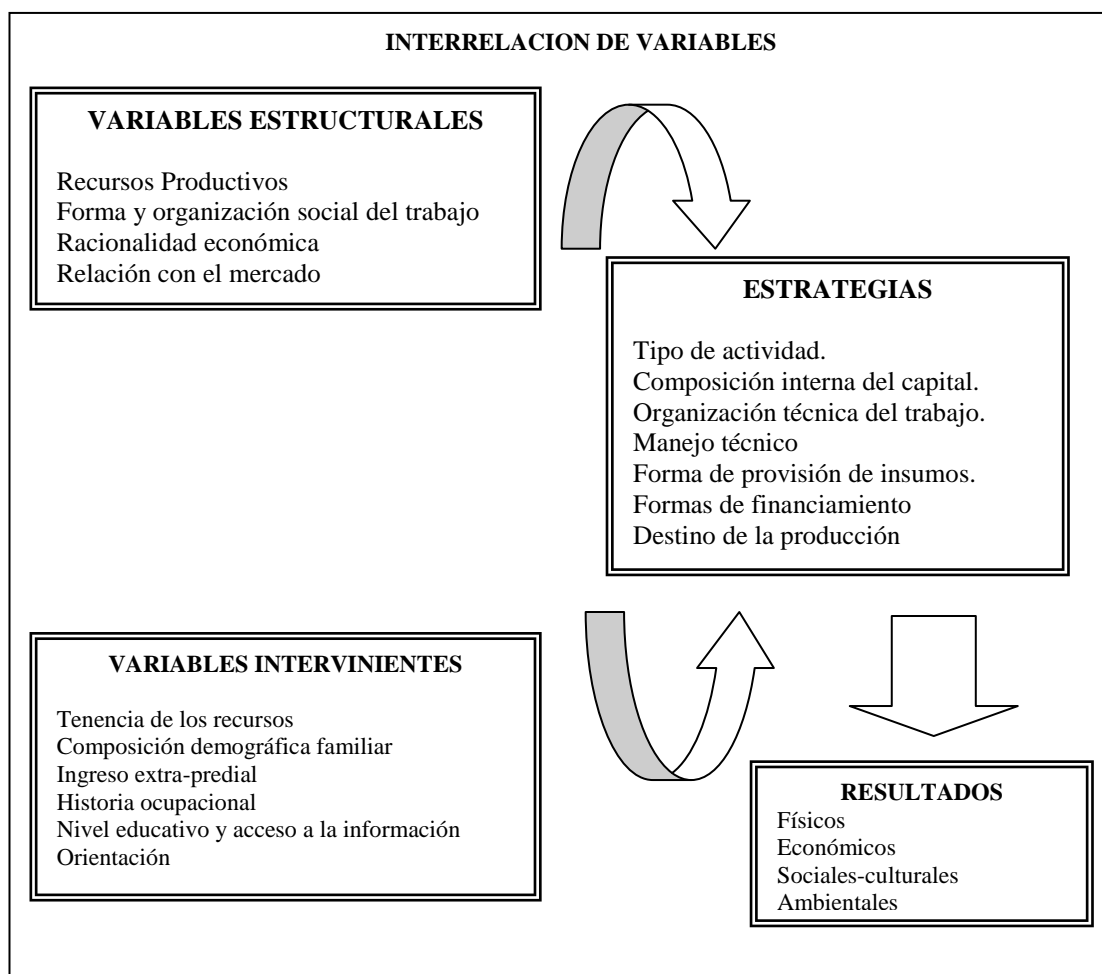 INTERRELACION DE VARIABLES
VARIABLES ESTRUCTURALES
Recursos Productivos
Forma y organización social del trabajo
Racionalidad económica
Relación con el mercado
ESTRATEGIAS
Tipo de actividad.
Composición interna del capital.
Organización técnica del trabajo.
Manejo técnico
Forma de provisión de insumos.
Formas de financiamiento
Destino de la producción
VARIABLES INTERVINIENTES
Tenencia de los recursos
Composición demográfica familiar
Ingreso extra-predial
Historia ocupacional
Nivel educativo y acceso a la información
Orientación
RESULTADOS
Físicos
Económicos
Sociales-culturales
Ambientales